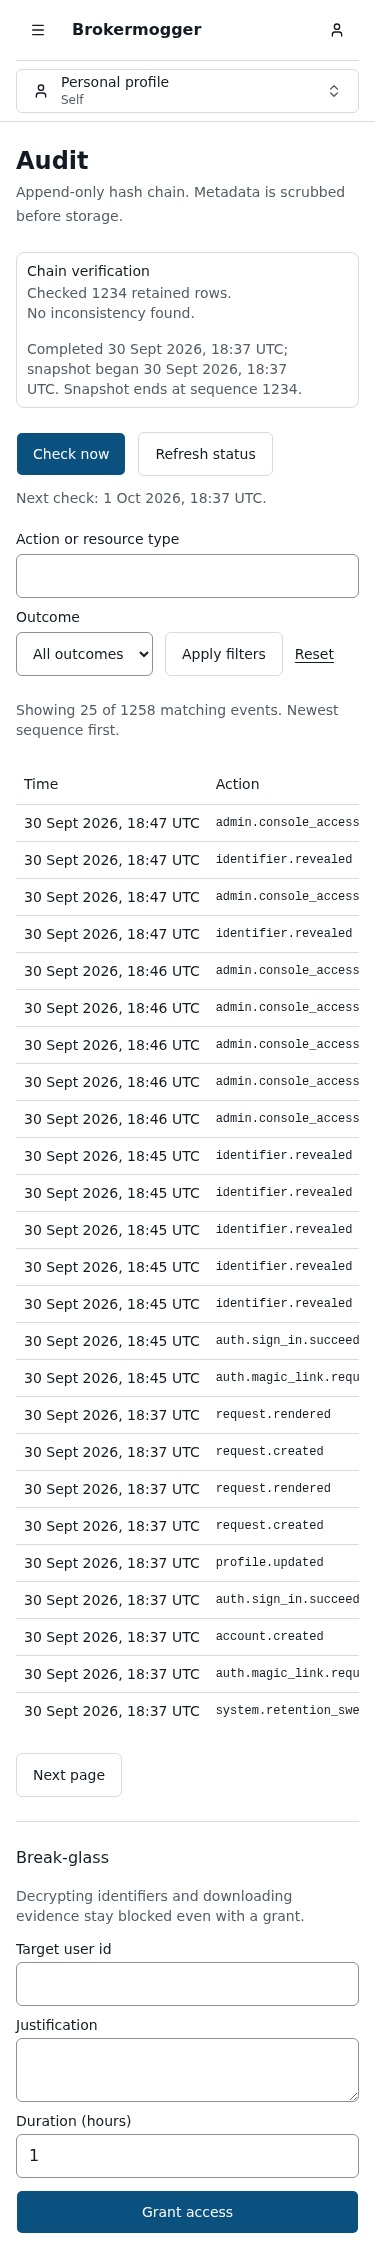 Brokermogger
Personal profile
Self
Audit
Append-only hash chain. Metadata is scrubbed
before storage.
Chain verification
Checked 1234 retained rows.
No inconsistency found.
Completed 30 Sept 2026, 18:37 UTC;
snapshot began 30 Sept 2026, 18:37
UTC. Snapshot ends at sequence 1234.
Check now Refresh status
Next check: 1 Oct 2026, 18:37 UTC.
Action or resource type
Outcome
All outcomes Apply filters Reset
Showing 25 of 1258 matching events. Newest
sequence first.
Time Action
30 Sept 2026, 18:47 UTC admin.console_access
30 Sept 2026, 18:47 UTC identifier.revealed
30 Sept 2026, 18:47 UTC admin.console_access
30 Sept 2026, 18:47 UTC identifier.revealed
30 Sept 2026, 18:46 UTC admin.console_access
30 Sept 2026, 18:46 UTC admin.console_access
30 Sept 2026, 18:46 UTC admin.console_access
30 Sept 2026, 18:46 UTC admin.console_access
30 Sept 2026, 18:46 UTC admin.console_access
30 Sept 2026, 18:45 UTC identifier.revealed
30 Sept 2026, 18:45 UTC identifier.revealed
30 Sept 2026, 18:45 UTC identifier.revealed
30 Sept 2026, 18:45 UTC identifier.revealed
30 Sept 2026, 18:45 UTC identifier.revealed
30 Sept 2026, 18:45 UTC auth.sign_in.succeed
30 Sept 2026, 18:45 UTC auth.magic_link.requ
30 Sept 2026, 18:37 UTC request.rendered
30 Sept 2026, 18:37 UTC request.created
30 Sept 2026, 18:37 UTC request.rendered
30 Sept 2026, 18:37 UTC request.created
30 Sept 2026, 18:37 UTC profile.updated
30 Sept 2026, 18:37 UTC auth.sign_in.succeed
30 Sept 2026, 18:37 UTC account.created
30 Sept 2026, 18:37 UTC auth.magic_link.requ
30 Sept 2026, 18:37 UTC system.retention_swe
Next page
Break-glass
Decrypting identifiers and downloading
evidence stay blocked even with a grant.
Target user id
Justification
Duration (hours)
1
Grant access